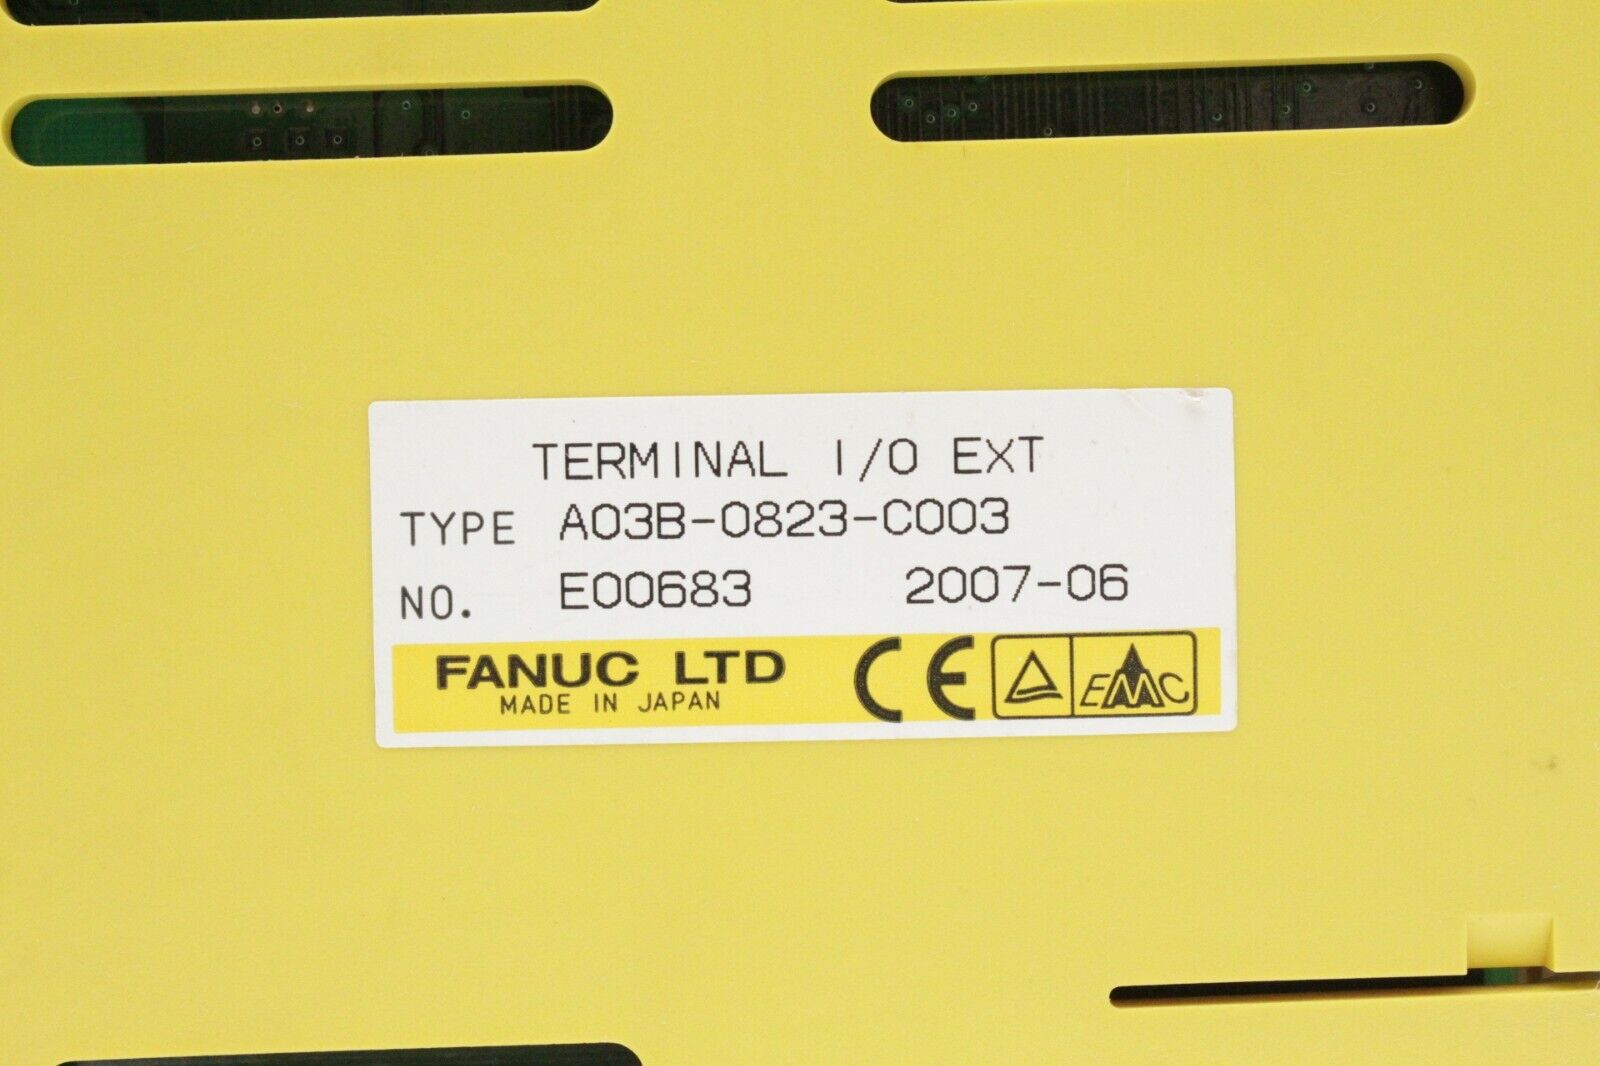 TERMINAL I/O EXT
TYPE A03B-0823-C003
NO. E00683 2007-06
FANUC LTD CE EMC
MADE IN JAPAN